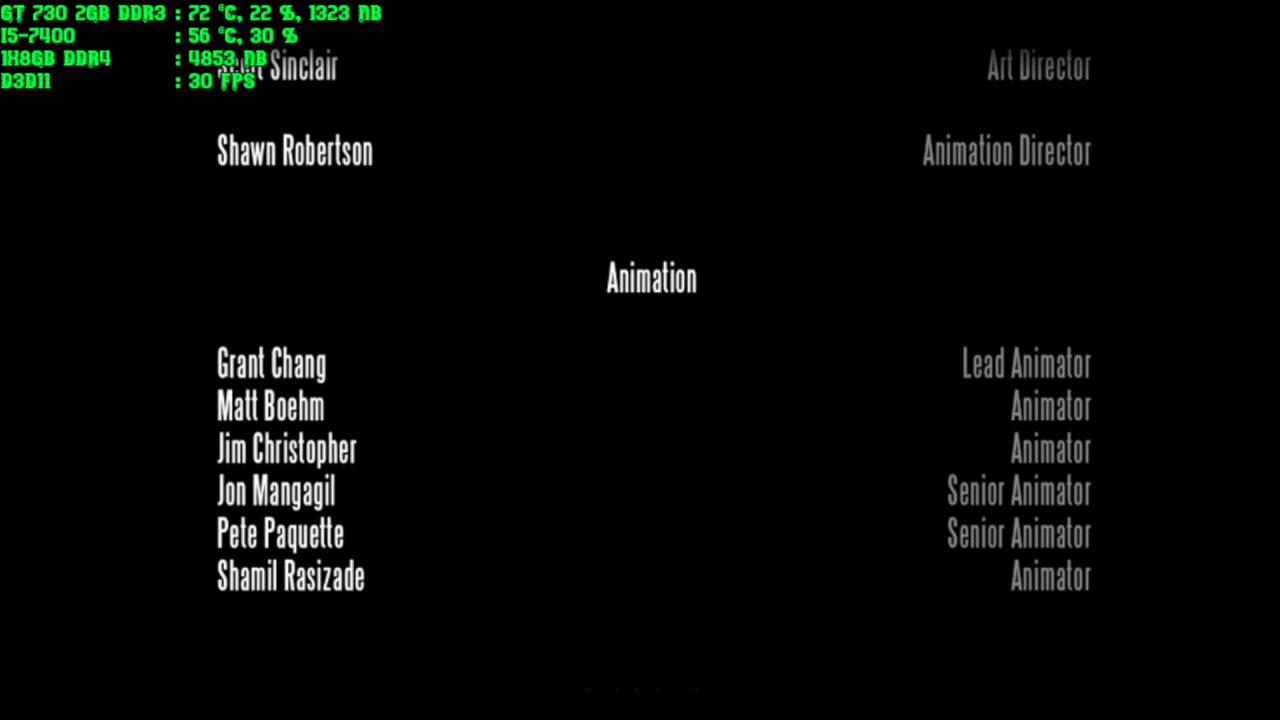 GT 730 2GB DDR3 : 72 °C, 22 %, 1323 MB
I5-7400 : 56 °C, 30 %
1X8GB DDR4 : 4853 MB
D3D11 : 30 FPS
Sinclair Art Director
Shawn Robertson Animation Director
Animation
Grant Chang Lead Animator
Matt Boehm Animator
Jim Christopher Animator
Jon Mangagil Senior Animator
Pete Paquette Senior Animator
Shamil Rasizade Animator